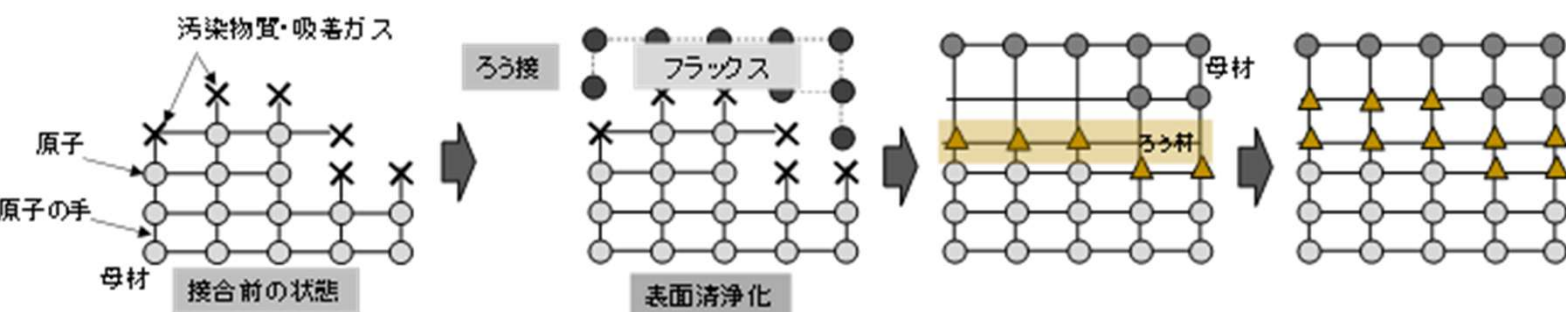 汚染物質・吸着ガス
原子
原子の手
母材
接合前の状態
ろう接
フラックス
表面清浄化
母材
ろう材